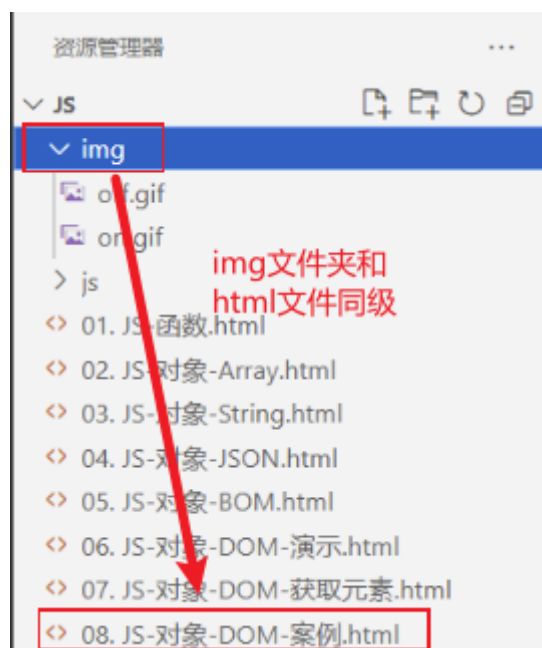 资源管理器 ...
JS
img
off.gif
on.gif
img文件夹和
html文件同级
js
01. JS-函数.html
02. JS-对象-Array.html
03. JS-对象-String.html
04. JS-对象-JSON.html
05. JS-对象-BOM.html
06. JS-对象-DOM-演示.html
07. JS-对象-DOM-获取元素.html
08. JS-对象-DOM-案例.html